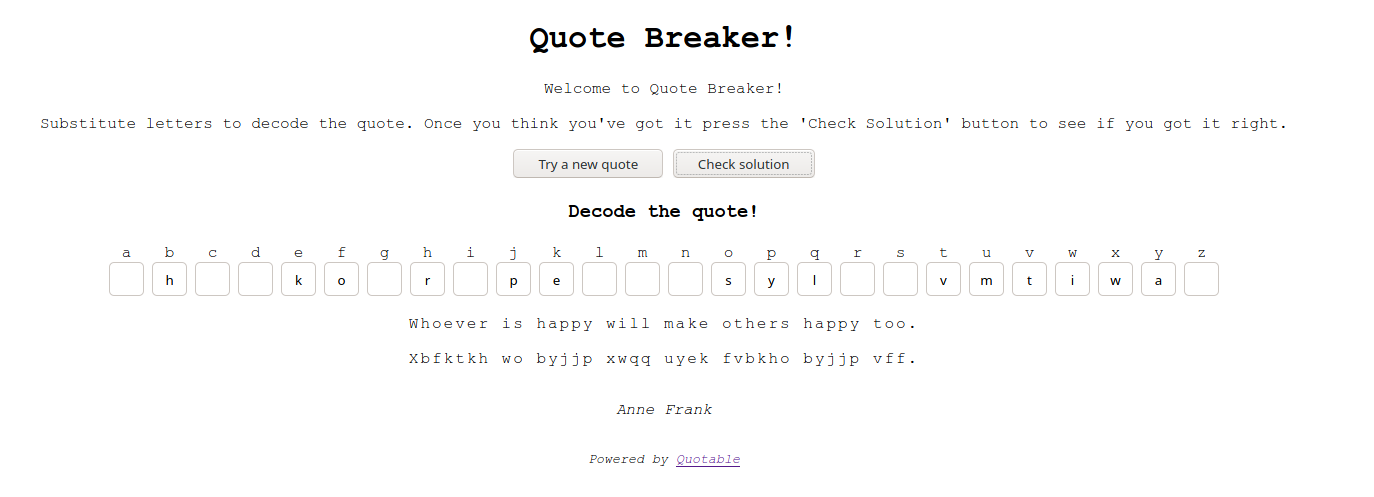 Quote Breaker!
Welcome to Quote Breaker!
Substitute letters to decode the quote. Once you think you've got it press the 'Check Solution' button to see if you got it right.
Try a new quote Check solution
Decode the quote!
a b c d e f g h i j k l m n o p q r s t u v w x y z
h k o r p e s y l v m t i w a
Whoever is happy will make others happy too.
Xbfktkh wo byjjp xwqq uyek fvbkho byjjp vff.
Anne Frank
Powered by Quotable